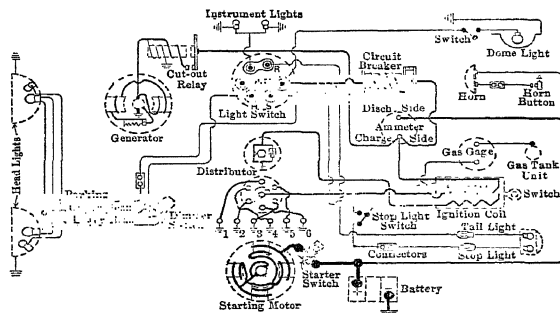 Instrument Lights
Switch
Dome Light
Cut-out
Relay
Circuit
Breaker
Horn
Horn
Button
Light Switch
Generator
Disch. Side
Ammeter
Charge Side
Gas Gage
Gas Tank
Unit
Head Lights
Distributor
Parking
Switch
Ignition Coil
Stop Light
Switch
Tail Light
1 2 3 4 5 6
Connectors
Stop Light
Starter
Switch
Battery
Starting Motor